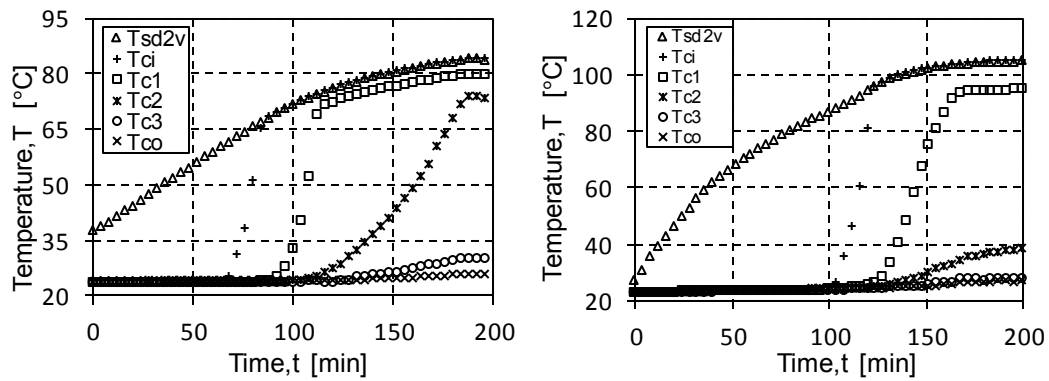 Temperature,T [°C]
95
80
65
50
35
20
Tsd2v
Tci
Tc1
Tc2
Tc3
Tco
0 50 100 150 200
Time,t [min]
Temperature,T [°C]
120
100
80
60
40
20
Tsd2v
Tci
Tc1
Tc2
Tc3
Tco
0 50 100 150 200
Time,t [min]